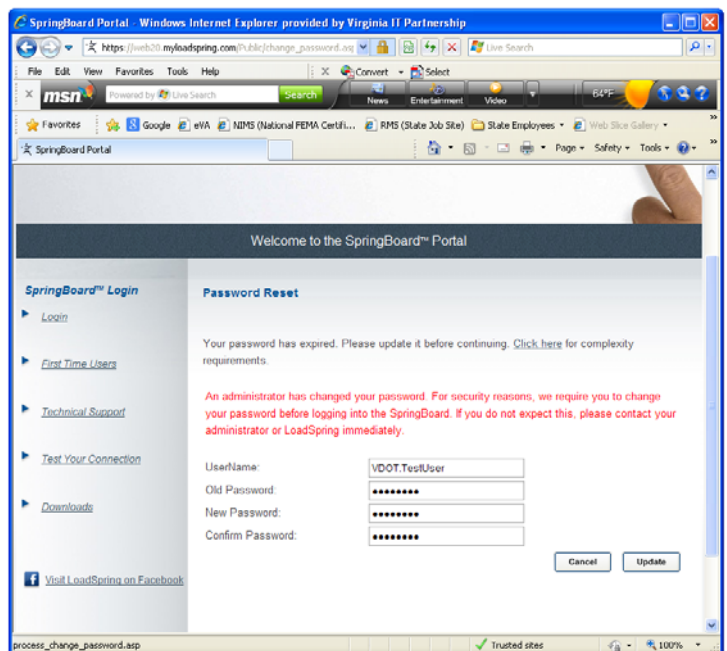 SpringBoard Portal - Windows Internet Explorer provided by Virginia IT Partnership
https://web20.myloadspring.com/Public/change_password.asp
Live Search
File Edit View Favorites Tools Help
X Convert Select
X msn Powered by Live Search Search News Entertainment Video 64°F
Favorites Google eVA NIMS (National FEMA Certifi... RMS (State Job Site) State Employees Web Slice Gallery »
SpringBoard Portal Page Safety Tools »
Welcome to the SpringBoard™ Portal
SpringBoard™ Login
Login
First Time Users
Technical Support
Test Your Connection
Downloads
Visit LoadSpring on Facebook
Password Reset
Your password has expired. Please update it before continuing. Click here for complexity
requirements.
An administrator has changed your password. For security reasons, we require you to change
your password before logging into the SpringBoard. If you do not expect this, please contact your
administrator or LoadSpring immediately.
UserName: VDOT.TestUser
Old Password: ••••••••
New Password: ••••••••
Confirm Password: ••••••••
Cancel Update
process_change_password.asp Trusted sites 100%